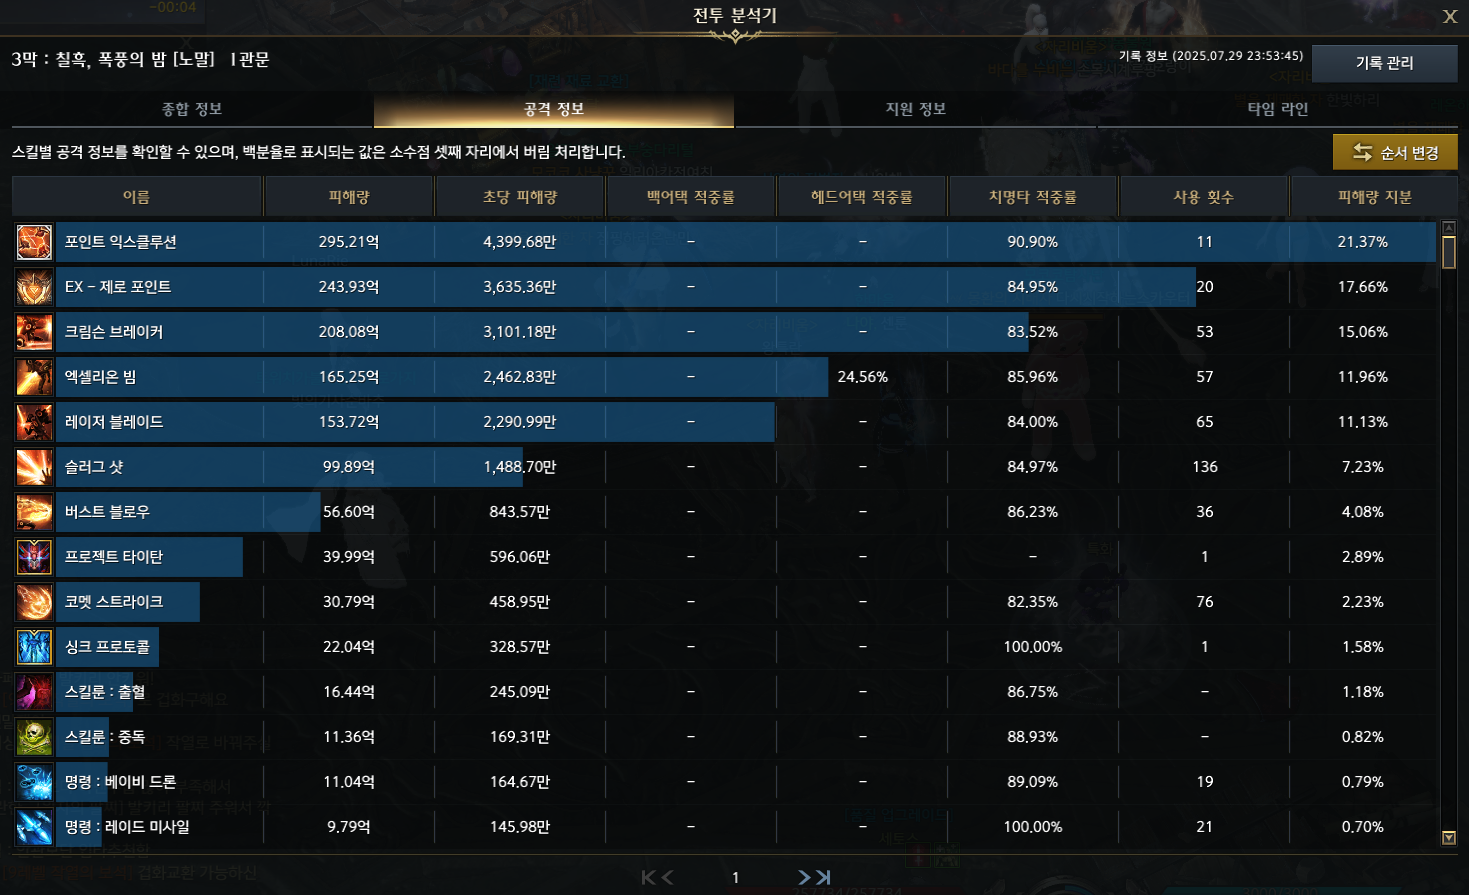 전투 분석기
X
3막 : 칠흑, 폭풍의 밤 [노말] 1관문
기록 정보 (2025.07.29 23:53:45)
기록 관리
종합 정보 공격 정보 지원 정보 타임 라인
스킬별 공격 정보를 확인할 수 있으며, 백분율로 표시되는 값은 소수점 셋째 자리에서 버림 처리합니다.
순서 변경
이름 피해량 초당 피해량 백어택 적중률 헤드어택 적중률 치명타 적중률 사용 횟수 피해량 지분
포인트 익스클루션 295.21억 4,399.68만 - - 90.90% 11 21.37%
EX - 제로 포인트 243.93억 3,635.36만 - - 84.95% 20 17.66%
크림슨 브레이커 208.08억 3,101.18만 - - 83.52% 53 15.06%
엑셀리온 빔 165.25억 2,462.83만 - 24.56% 85.96% 57 11.96%
레이저 블레이드 153.72억 2,290.99만 - - 84.00% 65 11.13%
슬러그 샷 99.89억 1,488.70만 - - 84.97% 136 7.23%
버스트 블로우 56.60억 843.57만 - - 86.23% 36 4.08%
프로젝트 타이탄 39.99억 596.06만 - - - 1 2.89%
코멧 스트라이크 30.79억 458.95만 - - 82.35% 76 2.23%
싱크 프로토콜 22.04억 328.57만 - - 100.00% 1 1.58%
스킬룬 : 출혈 16.44억 245.09만 - - 86.75% - 1.18%
스킬룬 : 중독 11.36억 169.31만 - - 88.93% - 0.82%
명령 : 베이비 드론 11.04억 164.67만 - - 89.09% 19 0.79%
명령 : 레이드 미사일 9.79억 145.98만 - - 100.00% 21 0.70%
1